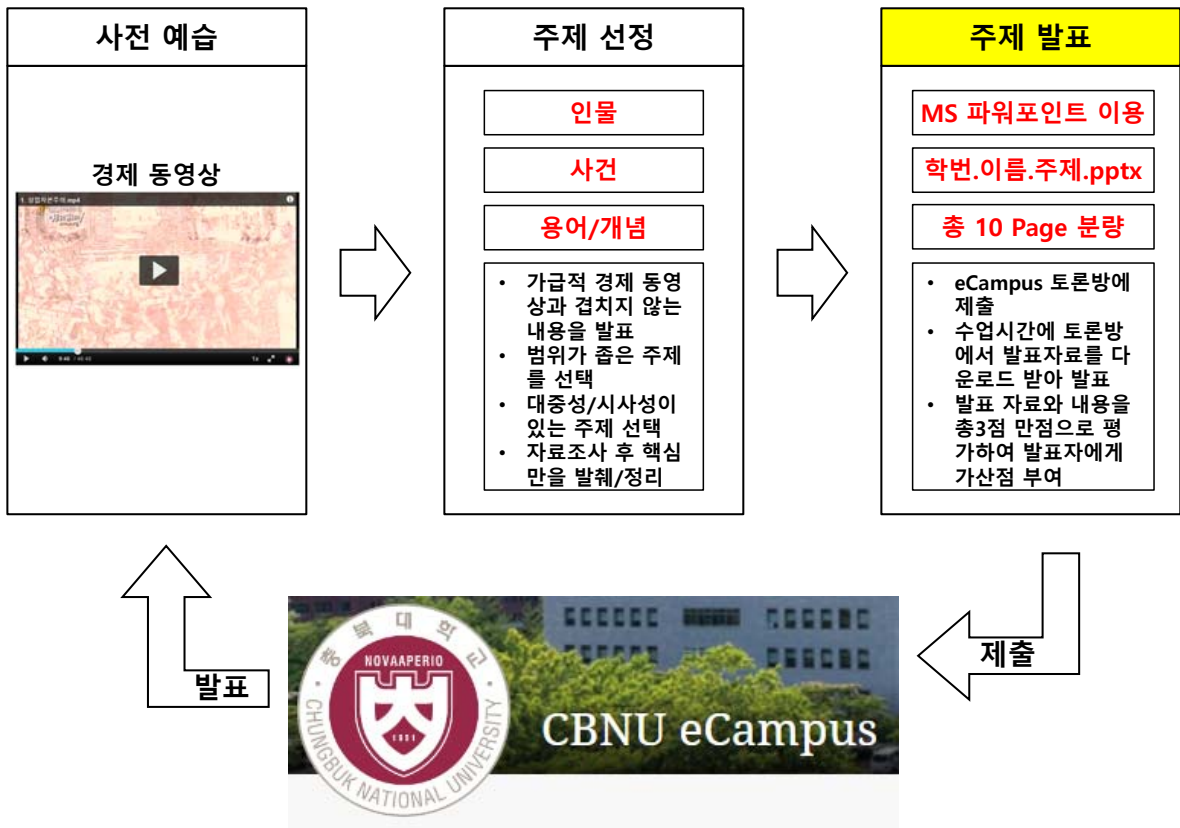 사전 예습
경제 동영상
1. 상업자본주의.mp4
1x
주제 선정
인물
사건
용어/개념
• 가급적 경제 동영
상과 겹치지 않는
내용을 발표
• 범위가 좁은 주제
를 선택
• 대중성/시사성이
있는 주제 선택
• 자료조사 후 핵심
만을 발췌/정리
주제 발표
MS 파워포인트 이용
학번.이름.주제.pptx
총 10 Page 분량
• eCampus 토론방에
제출
• 수업시간에 토론방
에서 발표자료를 다
운로드 받아 발표
• 발표 자료와 내용을
총3점 만점으로 평
가하여 발표자에게
가산점 부여
발표
제출
충북대학교
NOVAAPERIO
1951
CHUNGBUK NATIONAL UNIVERSITY
CBNU eCampus